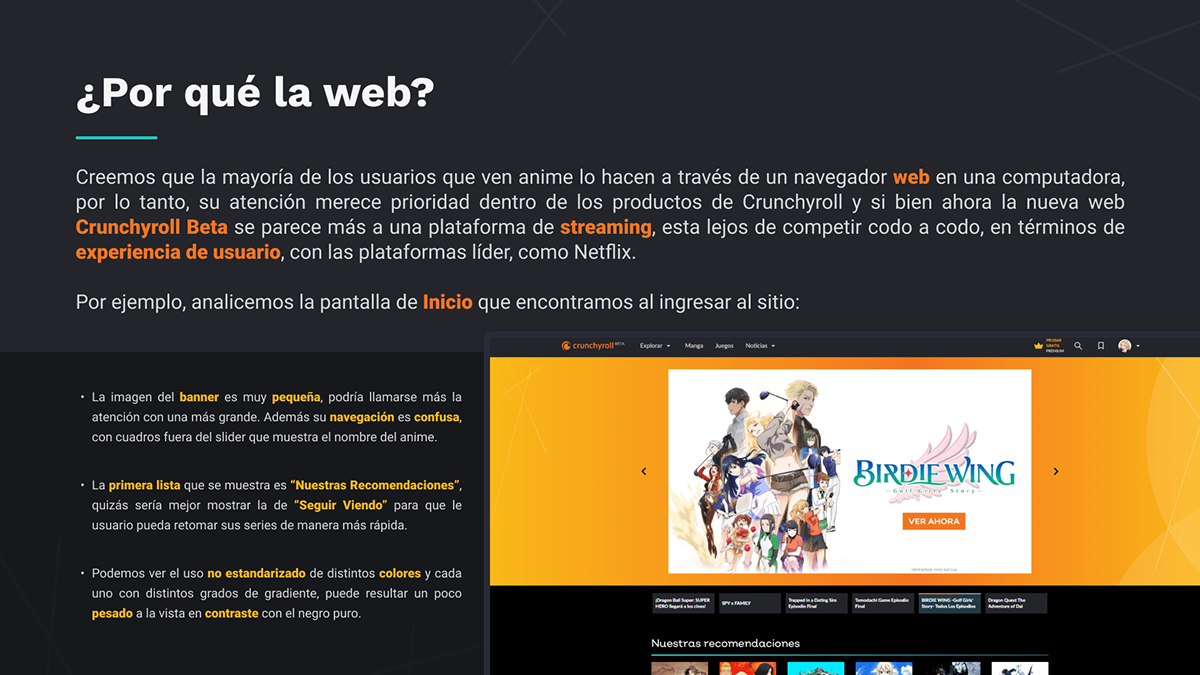 ¿Por qué la web?
Creemos que la mayoría de los usuarios que ven anime lo hacen a través de un navegador web en una computadora,
por lo tanto, su atención merece prioridad dentro de los productos de Crunchyroll y si bien ahora la nueva web
Crunchyroll Beta se parece más a una plataforma de streaming, esta lejos de competir codo a codo, en términos de
experiencia de usuario, con las plataformas líder, como Netflix.
Por ejemplo, analicemos la pantalla de Inicio que encontramos al ingresar al sitio:
• La imagen del banner es muy pequeña, podría llamarse más la
atención con una más grande. Además su navegación es confusa,
con cuadros fuera del slider que muestra el nombre del anime.
• La primera lista que se muestra es “Nuestras Recomendaciones”,
quizás sería mejor mostrar la de “Seguir Viendo” para que le
usuario pueda retomar sus series de manera más rápida.
• Podemos ver el uso no estandarizado de distintos colores y cada
uno con distintos grados de gradiente, puede resultar un poco
pesado a la vista en contraste con el negro puro.
crunchyroll BETA Explorar Manga Juegos Noticias
PROBAR
GRATIS
PREMIUM
BIRDIE WING
Golf Girls' Story
VER AHORA
¡Dragon Ball Super: SUPER
HERO llegará a los cines!
SPY x FAMILY
Trapped in a Dating Sim
Episodio Final
Tomodachi Game Episodio
Final
BIRDIE WING -Golf Girls'
Story- Todos Los Episodios
Dragon Quest The
Adventure of Dai
Nuestras recomendaciones